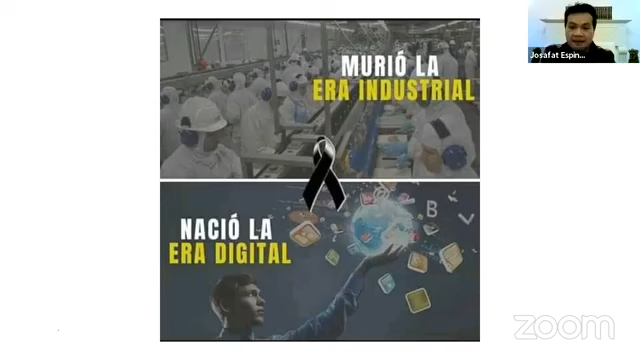 MURIÓ LA
ERA INDUSTRIAL
NACIÓ LA
ERA DIGITAL
B
Josafat Espin...
zoom